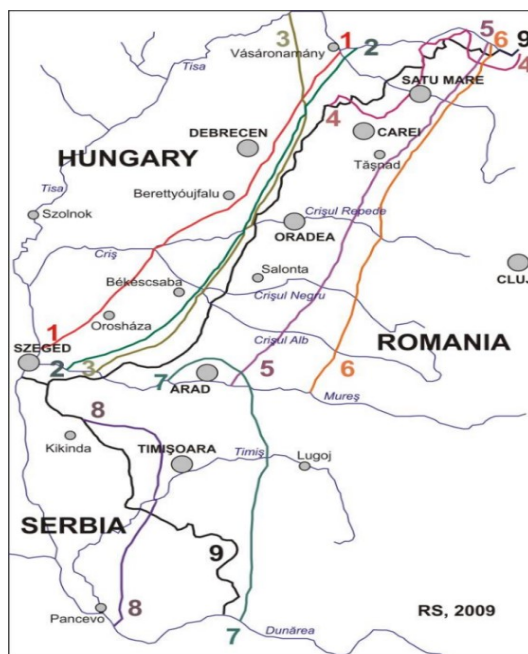 3
1
2
5
6
9
4
Vásáronamány
Tisa
SATU MARE
4
DEBRECEN
CAREI
HUNGARY
Tășnad
Tisa
Berettyóujfalu
Szolnok
Crișul Repede
ORADEA
Criș
Békéscsaba
Salonta
CLUJ
Crișul Negru
1
Orosháza
Crișul Alb
ROMANIA
SZEGED
2
3
7
ARAD
5
6
Mureș
8
Kikinda
TIMIȘOARA
Timiș
Lugoj
SERBIA
9
8
Pancevo
7
Dunărea
RS, 2009